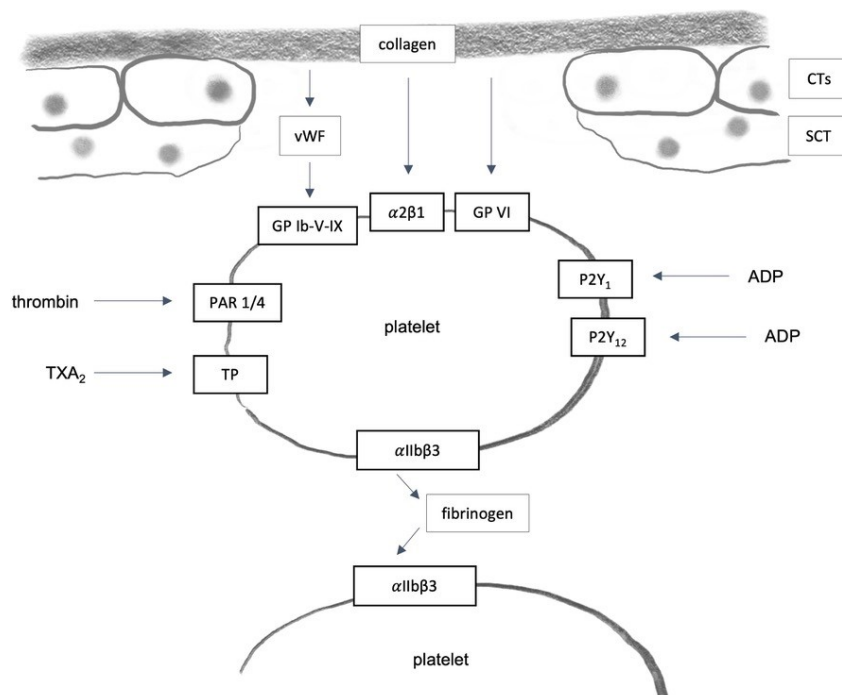 collagen
CTs
vWF
SCT
GP Ib-V-IX
α2β1
GP VI
thrombin
PAR 1/4
P2Y₁
ADP
platelet
P2Y₁₂
ADP
TXA₂
TP
αIIbβ3
fibrinogen
αIIbβ3
platelet